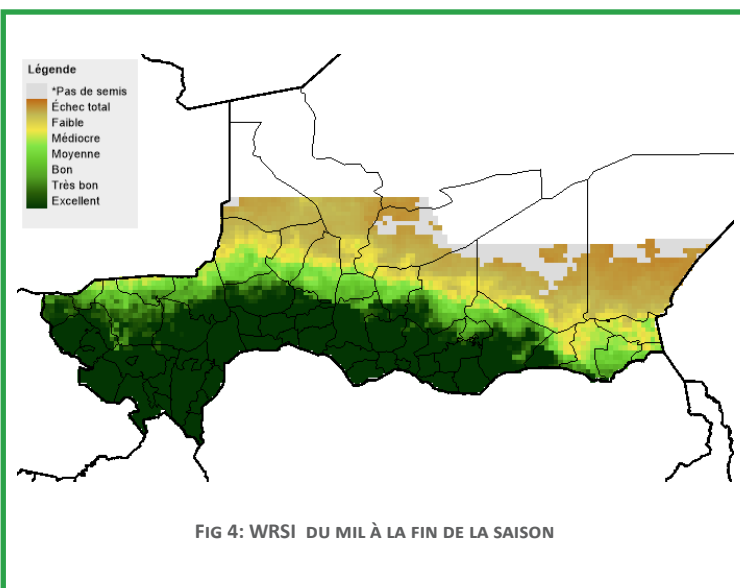 Légende
*Pas de semis
Échec total
Faible
Médiocre
Moyenne
Bon
Très bon
Excellent
FIG 4: WRSI DU MIL À LA FIN DE LA SAISON